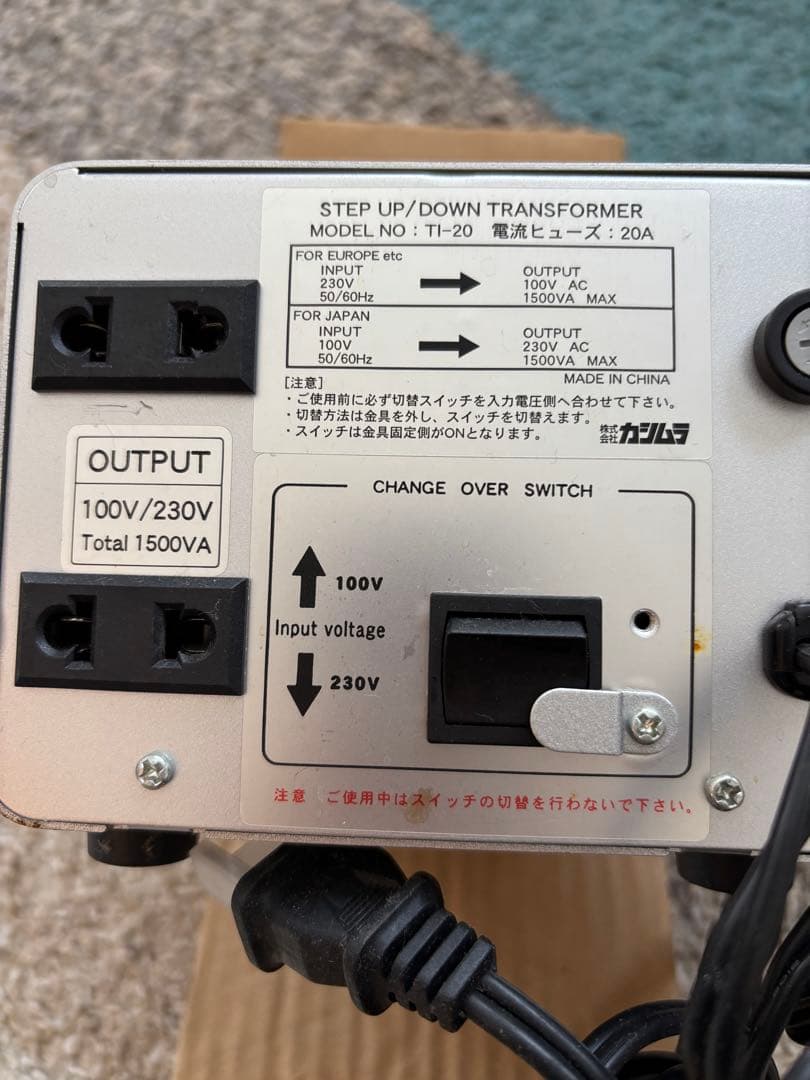 STEP UP/DOWN TRANSFORMER
MODEL NO : TI-20 電流ヒューズ : 20A
FOR EUROPE etc
INPUT OUTPUT
230V 100V AC
50/60Hz 1500VA MAX
FOR JAPAN
INPUT OUTPUT
100V 230V AC
50/60Hz 1500VA MAX
MADE IN CHINA
[注意]
・ご使用前に必ず切替スイッチを入力電圧側へ合わせて下さい。
・切替方法は金具を外し、スイッチを切替えます。
・スイッチは金具固定側がONとなります。
株式会社 カシムラ
OUTPUT
100V/230V
Total 1500VA
CHANGE OVER SWITCH
100V
Input voltage
230V
注意 ご使用中はスイッチの切替を行わないで下さい。